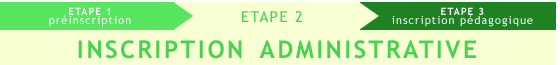 ETAPE 1
préinscription
ETAPE 2
ETAPE 3
inscription pédagogique
INSCRIPTION ADMINISTRATIVE